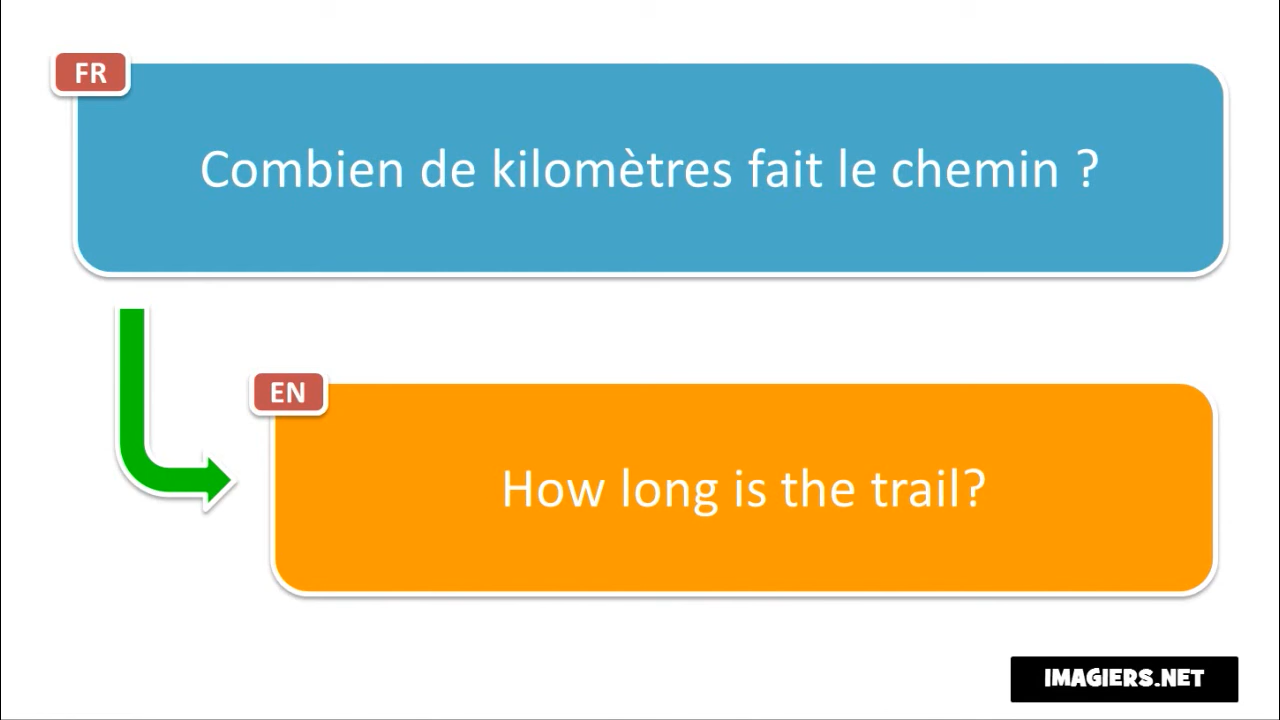 FR
Combien de kilomètres fait le chemin ?
EN
How long is the trail?
IMAGIERS.NET